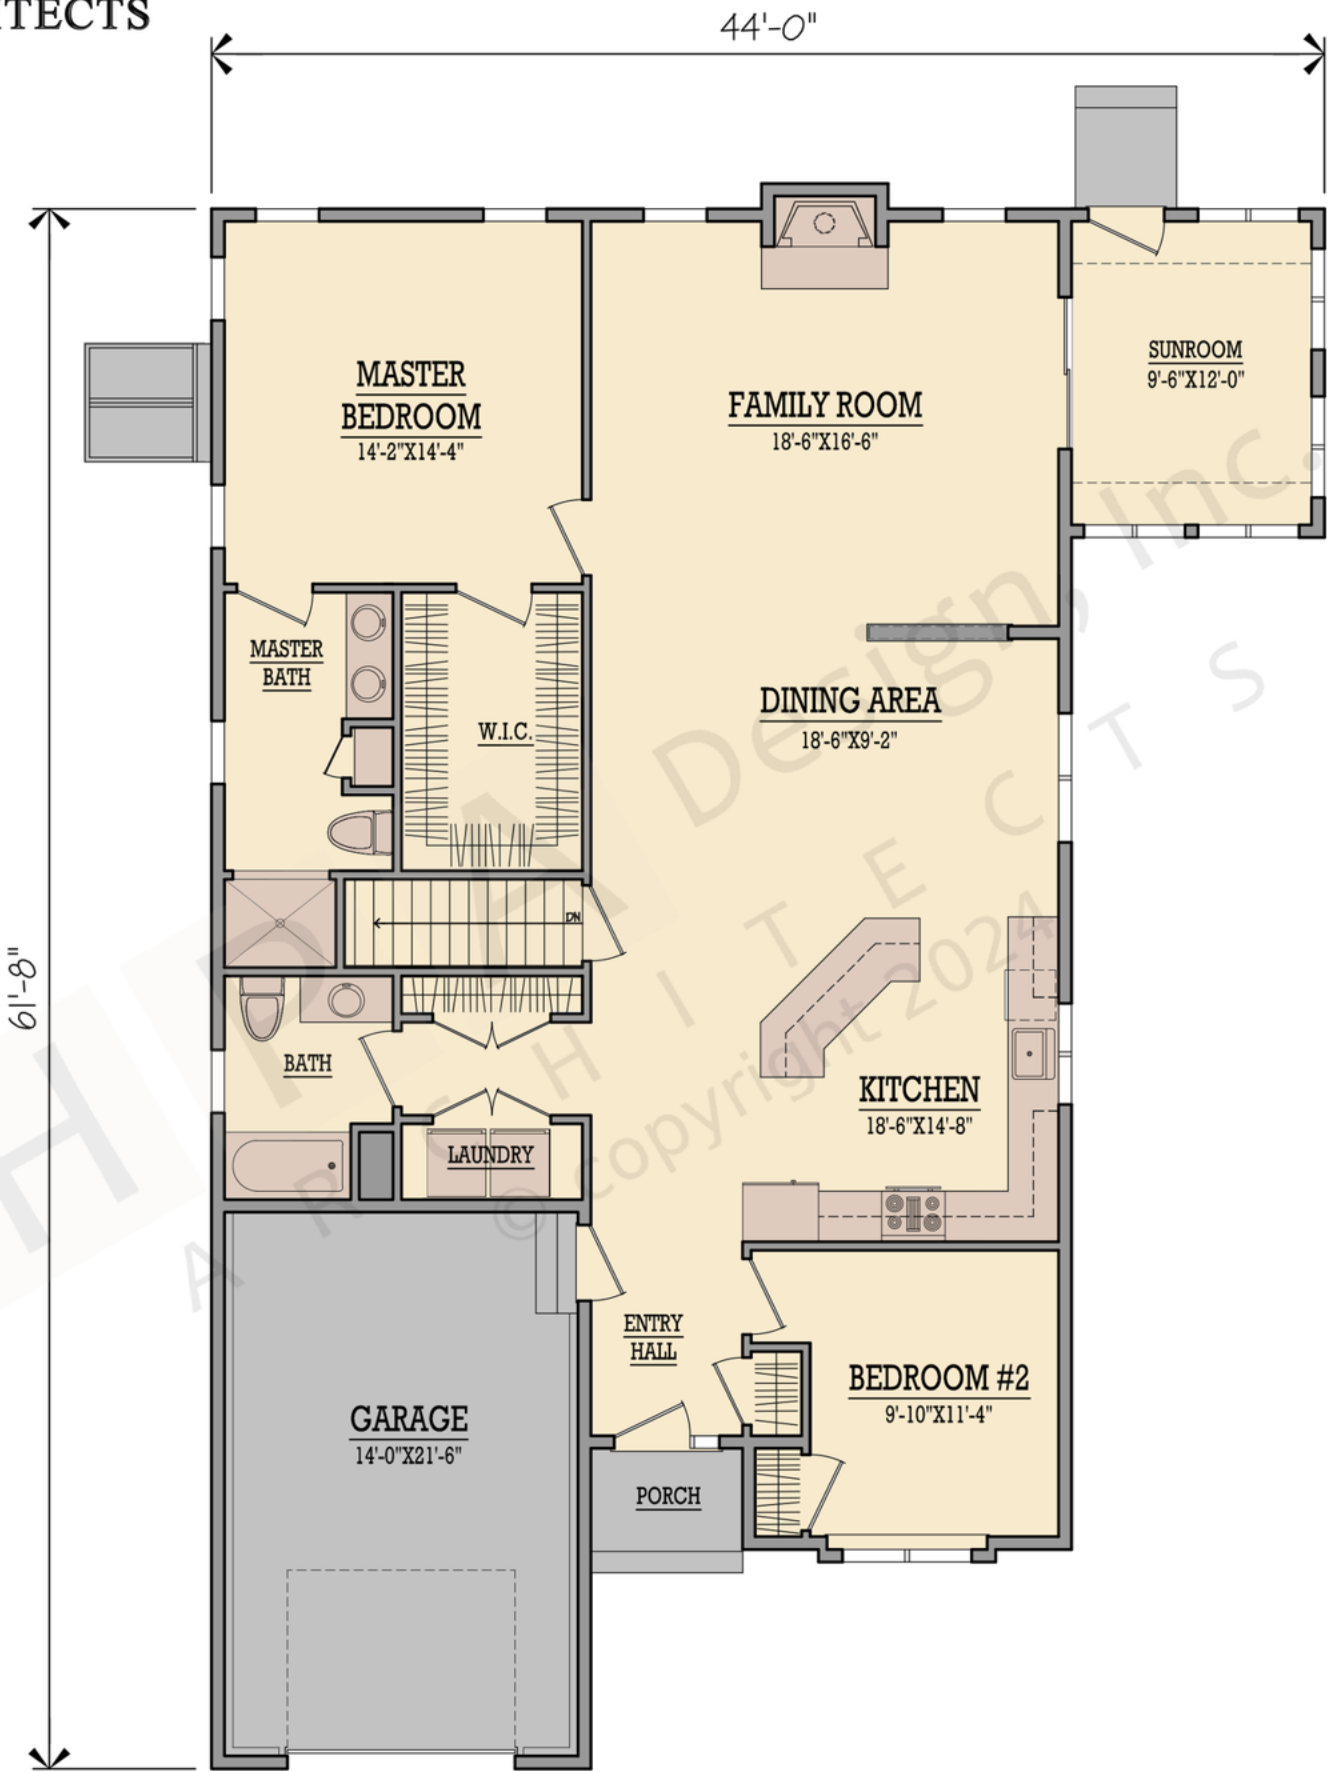 ITECTS
44'-0"
61'-8"
MASTER
BEDROOM
14'-2"X14'-4"
FAMILY ROOM
18'-6"X16'-6"
SUNROOM
9'-6"X12'-0"
MASTER
BATH
W.I.C.
DINING AREA
18'-6"X9'-2"
DN
BATH
KITCHEN
18'-6"X14'-8"
LAUNDRY
ENTRY
HALL
BEDROOM #2
9'-10"X11'-4"
GARAGE
14'-0"X21'-6"
PORCH
HPA Design, Inc.
ARCHITECTS
© copyright 2024